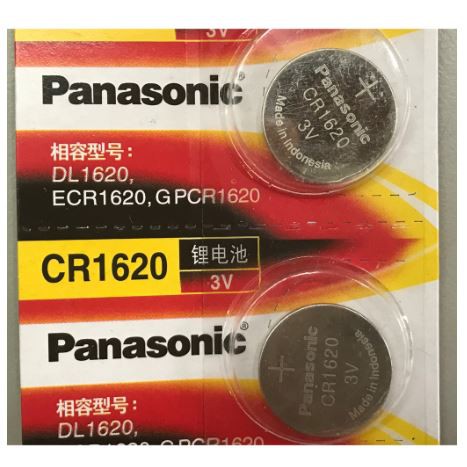 3V
Panasonic
相容型号：
DL1620,
ECR1620, GPCR1620
Panasonic
CR1620
3V
Made in Indonesia
CR1620
锂电池
3V
Panasonic
相容型号：
DL1620,
GPCR1620
+
Panasonic
CR1620
3V
Made in Indonesia